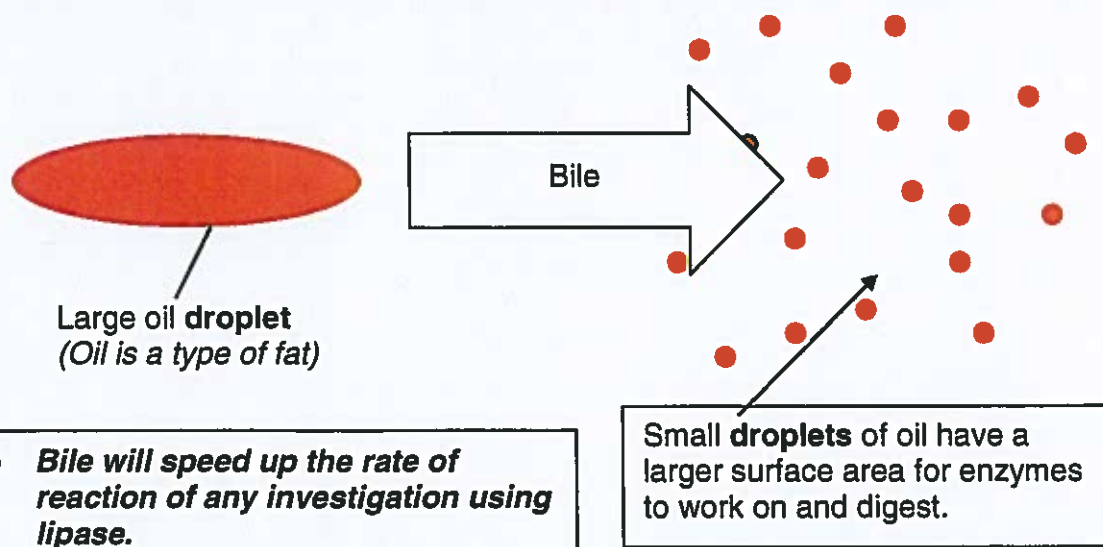 Bile
Large oil droplet
(Oil is a type of fat)
Bile will speed up the rate of
reaction of any investigation using
lipase.
Small droplets of oil have a
larger surface area for enzymes
to work on and digest.